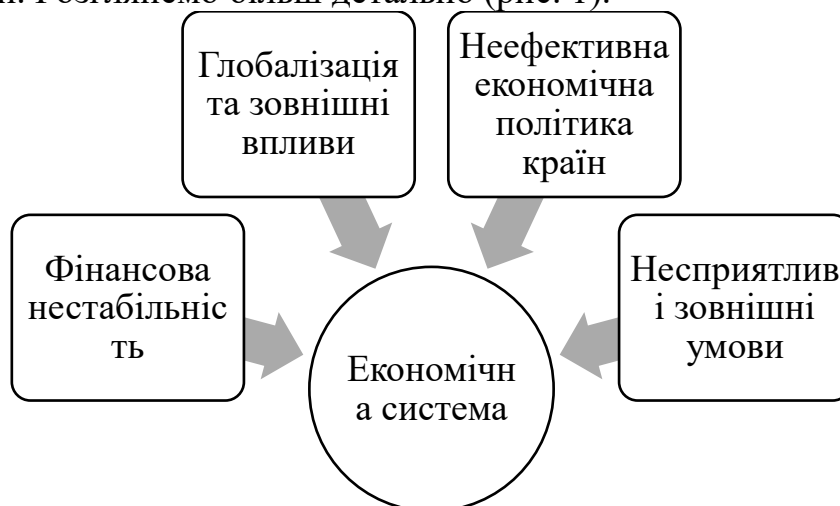 Розглянемо більш детально (рис. 1).
Глобалізація
та зовнішні
впливи
Неефективна
економічна
політика
країн
Фінансова
нестабільніс
ть
Несприятлив
і зовнішні
умови
Економічн
а система